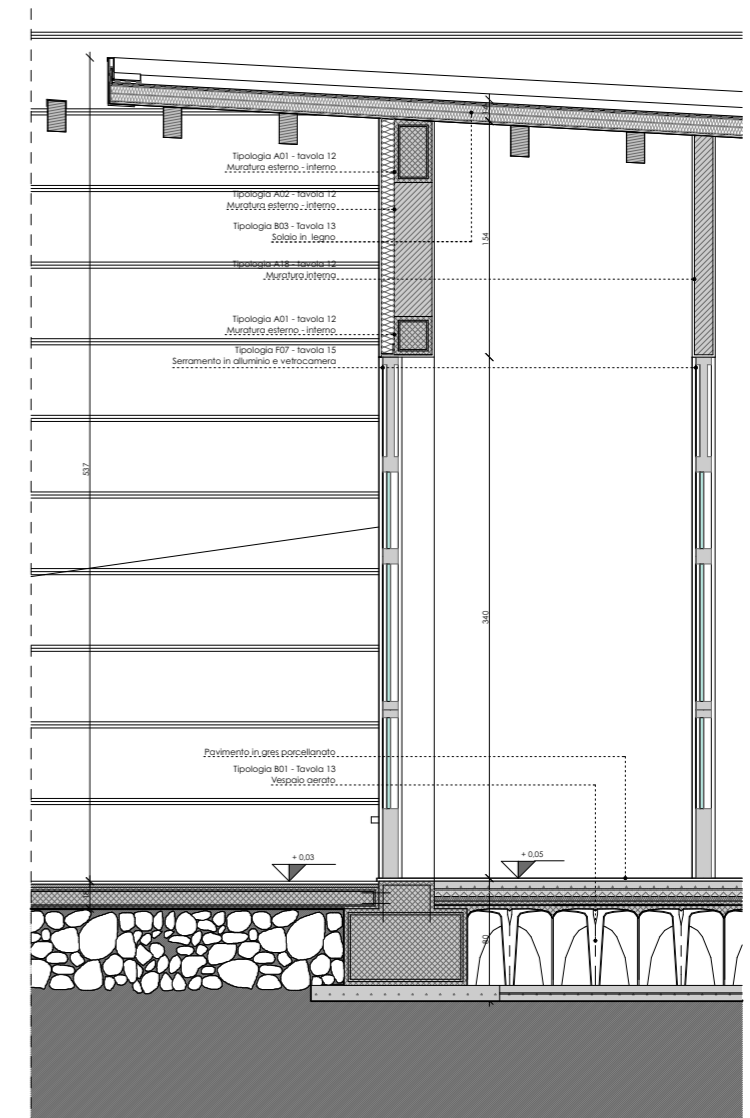 Tipologia A01 - tavola 12
Muratura esterno - interno
Tipologia A02 - tavola 12
Muratura esterno - interno
Tipologia B03 - Tavola 13
Solaio in legno
154
Tipologia A18 - tavola 12
Muratura interna
Tipologia A01 - tavola 12
Muratura esterno - interno
Tipologia F07 - tavola 15
Serramento in alluminio e vetrocamera
537
340
Pavimento in gres porcellanato
Tipologia B01 - Tavola 13
Vespaio aerato
+ 0,03
+ 0,05
80